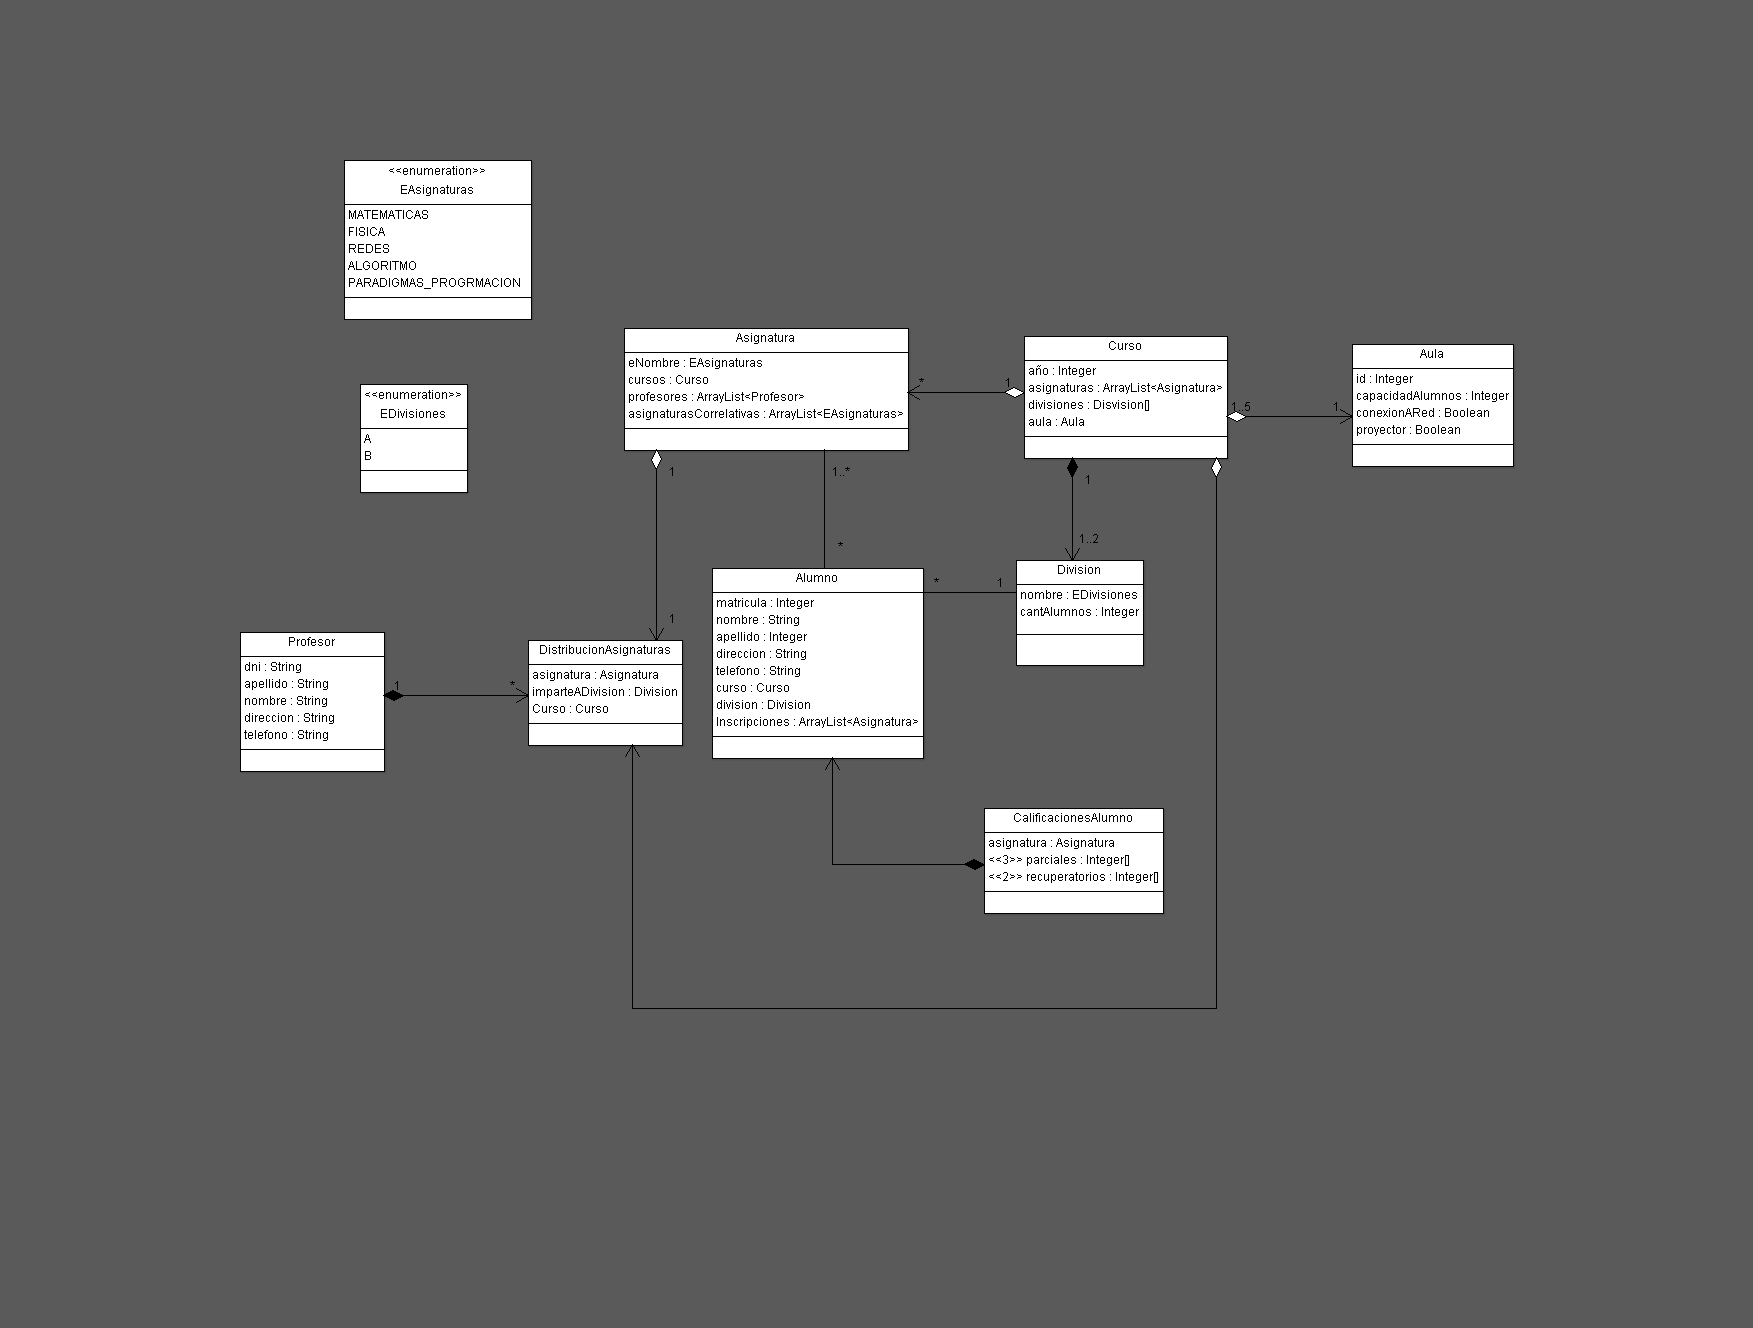 <<enumeration>>
EAsignaturas
MATEMATICAS
FISICA
REDES
ALGORITMO
PARADIGMAS_PROGRMACION
<<enumeration>>
EDivisiones
A
B
Asignatura
eNombre : EAsignaturas
cursos : Curso
profesores : ArrayList<Profesor>
asignaturasCorrelativas : ArrayList<EAsignaturas>
* 1
Curso
año : Integer
asignaturas : ArrayList<Asignatura>
divisiones : Disvision[]
aula : Aula
1..5 1
Aula
id : Integer
capacidadAlumnos : Integer
conexionARed : Boolean
proyector : Boolean
1
1..*
1
*
1..2
1
Alumno
matricula : Integer
nombre : String
apellido : Integer
direccion : String
telefono : String
curso : Curso
division : Division
Inscripciones : ArrayList<Asignatura>
* 1
Division
nombre : EDivisiones
cantAlumnos : Integer
Profesor
dni : String
apellido : String
nombre : String
direccion : String
telefono : String
1 *
DistribucionAsignaturas
asignatura : Asignatura
imparteADivision : Division
Curso : Curso
CalificacionesAlumno
asignatura : Asignatura
<<3>> parciales : Integer[]
<<2>> recuperatorios : Integer[]